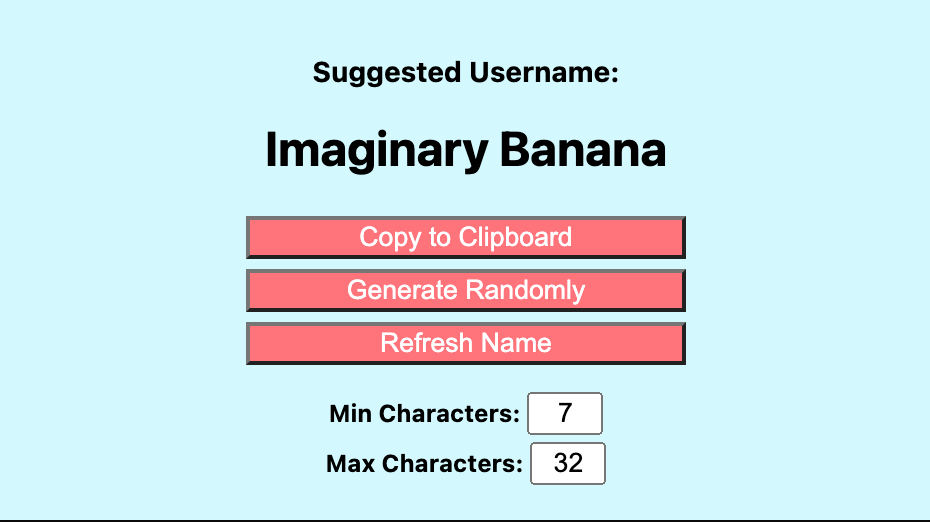 Suggested Username:
Imaginary Banana
Copy to Clipboard
Generate Randomly
Refresh Name
Min Characters: 7
Max Characters: 32